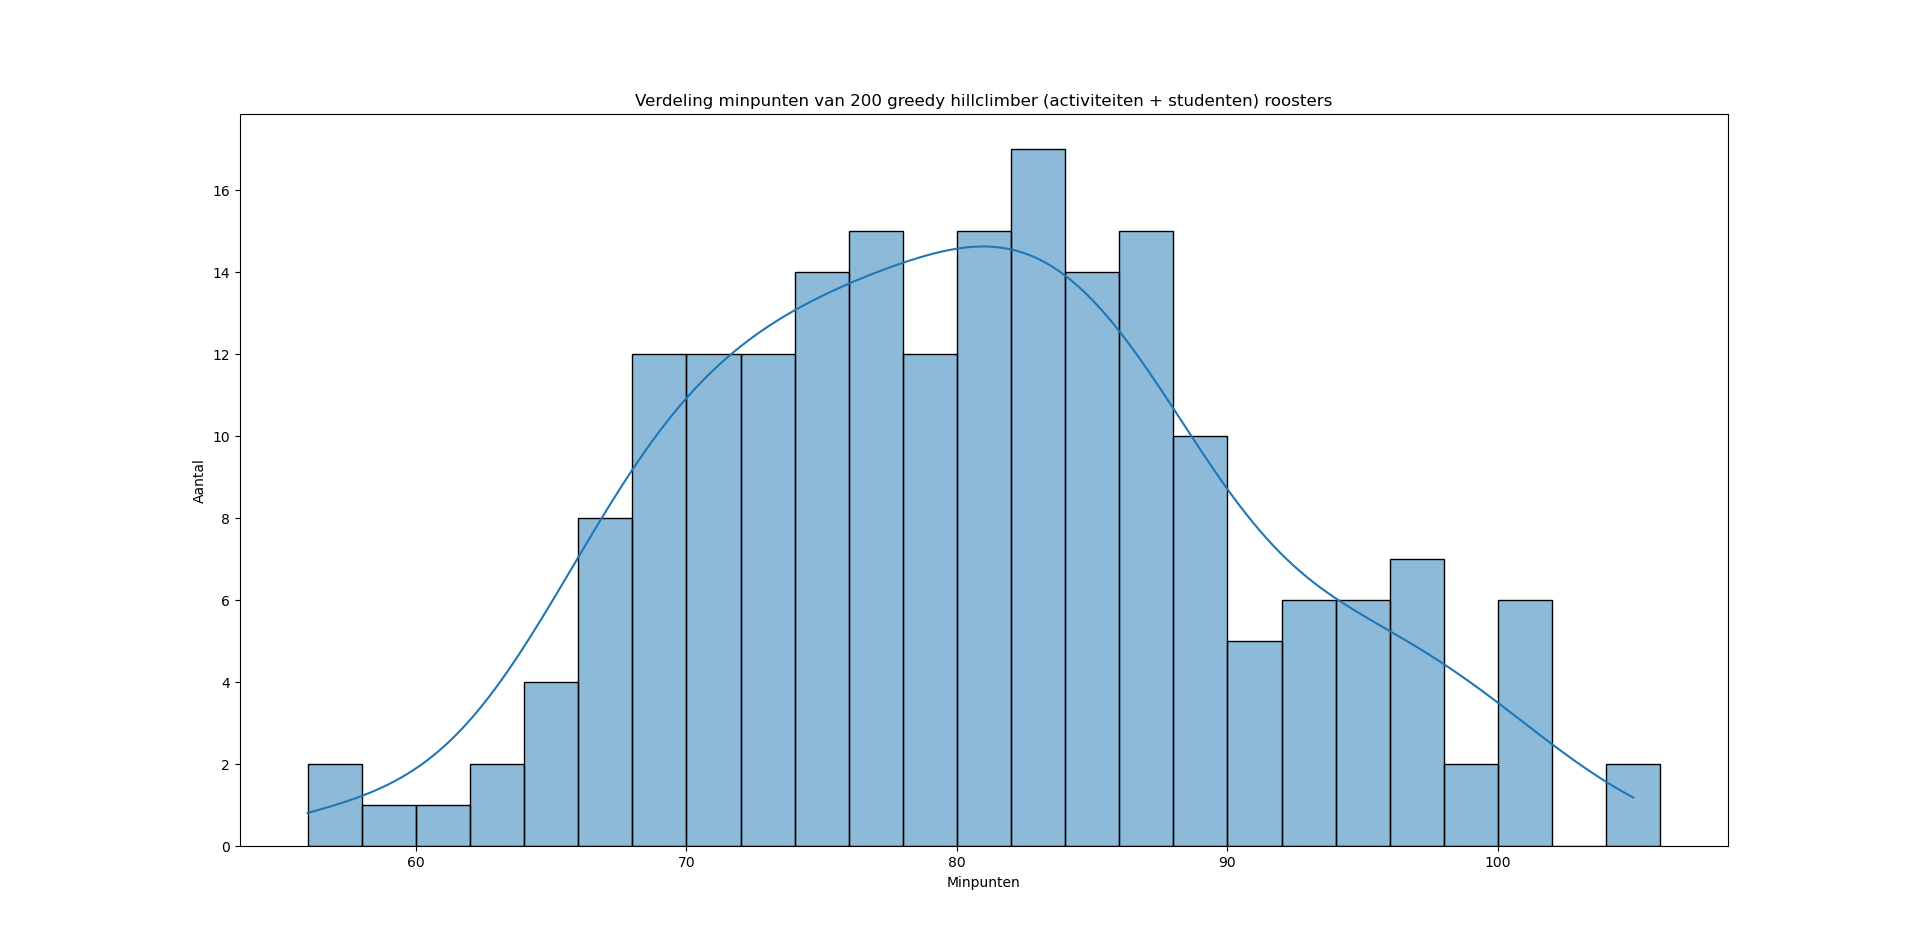 Verdeling minpunten van 200 greedy hillclimber (activiteiten + studenten) roosters
16
14
12
10
8
6
4
2
0
Aantal
60 70 80 90 100
Minpunten